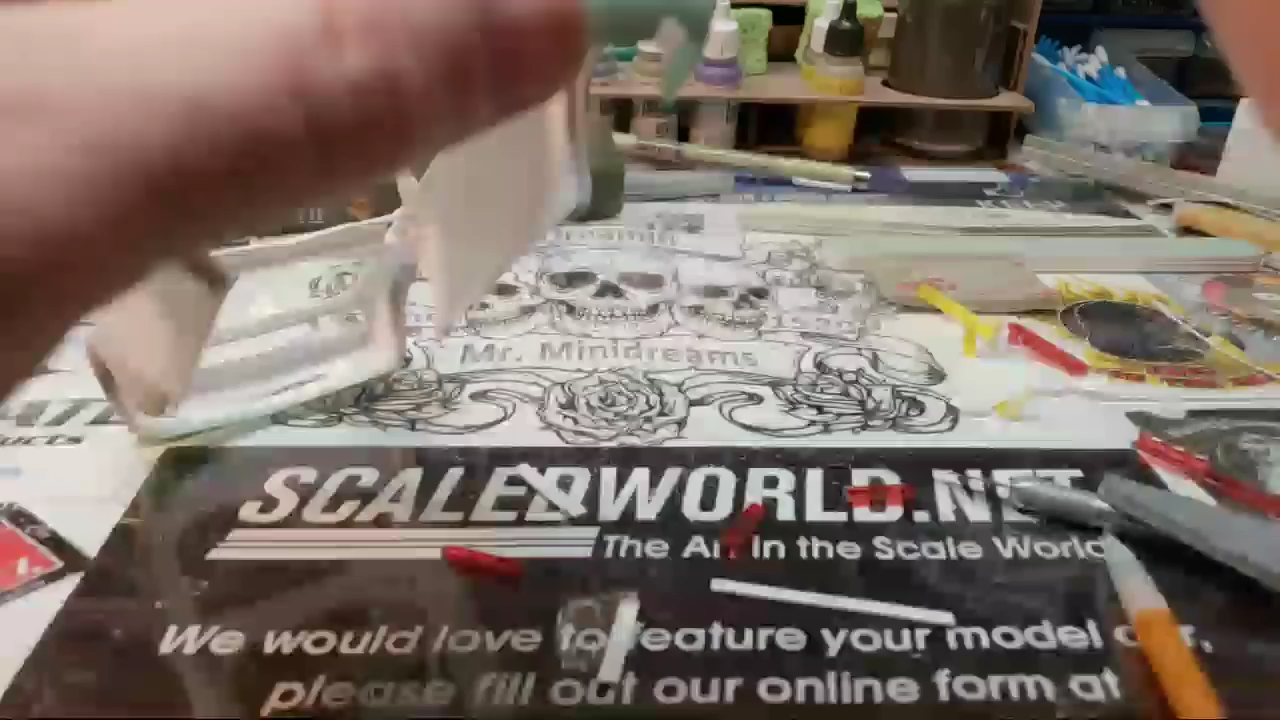 Mr. Minidreams
ucts
SCALEDWORLD.NET
The Art In the Scale World
We would love to feature your model car,
please fill out our online form at